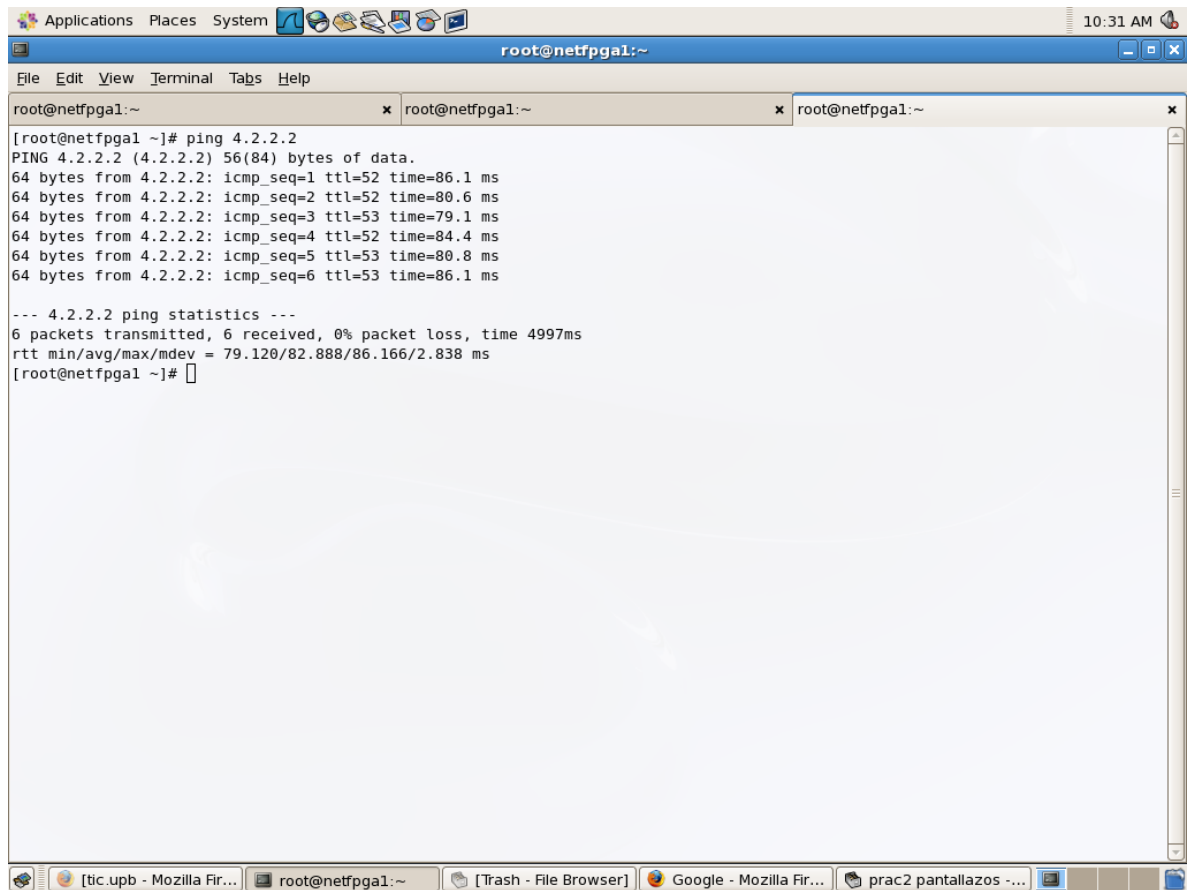 Applications Places System 10:31 AM
root@netfpga1:~
File Edit View Terminal Tabs Help
root@netfpga1:~ root@netfpga1:~ root@netfpga1:~
[root@netfpga1 ~]# ping 4.2.2.2
PING 4.2.2.2 (4.2.2.2) 56(84) bytes of data.
64 bytes from 4.2.2.2: icmp_seq=1 ttl=52 time=86.1 ms
64 bytes from 4.2.2.2: icmp_seq=2 ttl=52 time=80.6 ms
64 bytes from 4.2.2.2: icmp_seq=3 ttl=53 time=79.1 ms
64 bytes from 4.2.2.2: icmp_seq=4 ttl=52 time=84.4 ms
64 bytes from 4.2.2.2: icmp_seq=5 ttl=53 time=80.8 ms
64 bytes from 4.2.2.2: icmp_seq=6 ttl=53 time=86.1 ms
--- 4.2.2.2 ping statistics ---
6 packets transmitted, 6 received, 0% packet loss, time 4997ms
rtt min/avg/max/mdev = 79.120/82.888/86.166/2.838 ms
[root@netfpga1 ~]#
[tic.upb - Mozilla Fir... root@netfpga1:~ [Trash - File Browser] Google - Mozilla Fir... prac2 pantallazos -...